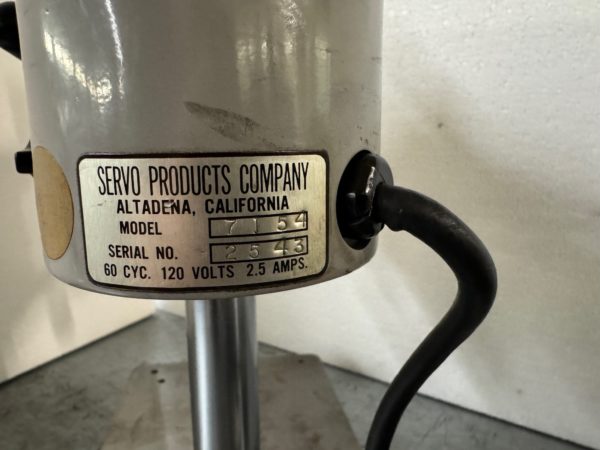 SERVO PRODUCTS COMPANY
ALTADENA, CALIFORNIA
MODEL 7154
SERIAL NO. 2543
60 CYC. 120 VOLTS 2.5 AMPS.